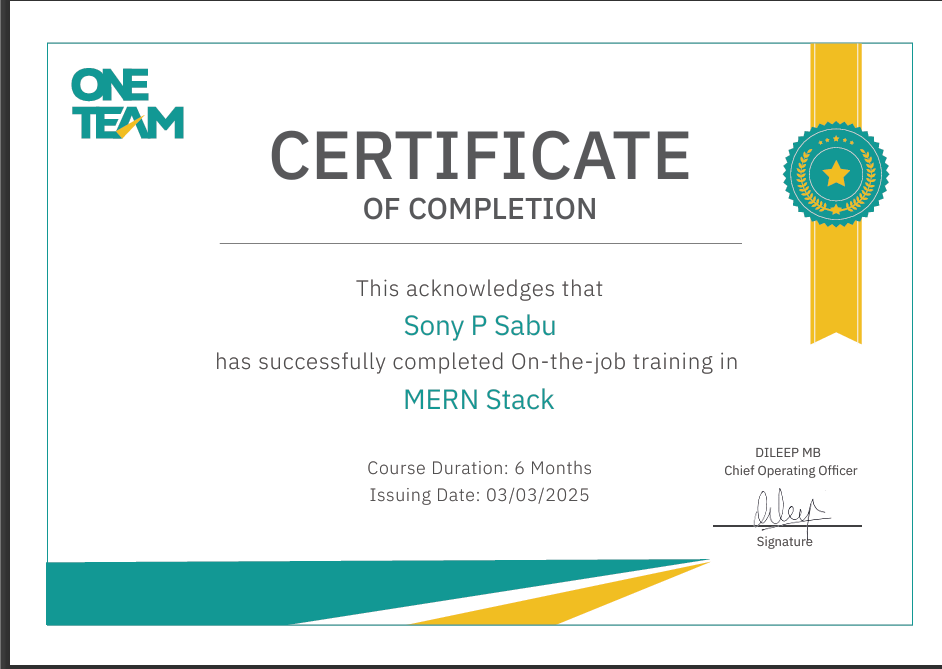 ONE
TEAM
CERTIFICATE
OF COMPLETION
This acknowledges that
Sony P Sabu
has successfully completed On-the-job training in
MERN Stack
Course Duration: 6 Months
Issuing Date: 03/03/2025
DILEEP MB
Chief Operating Officer
Dileep
Signature